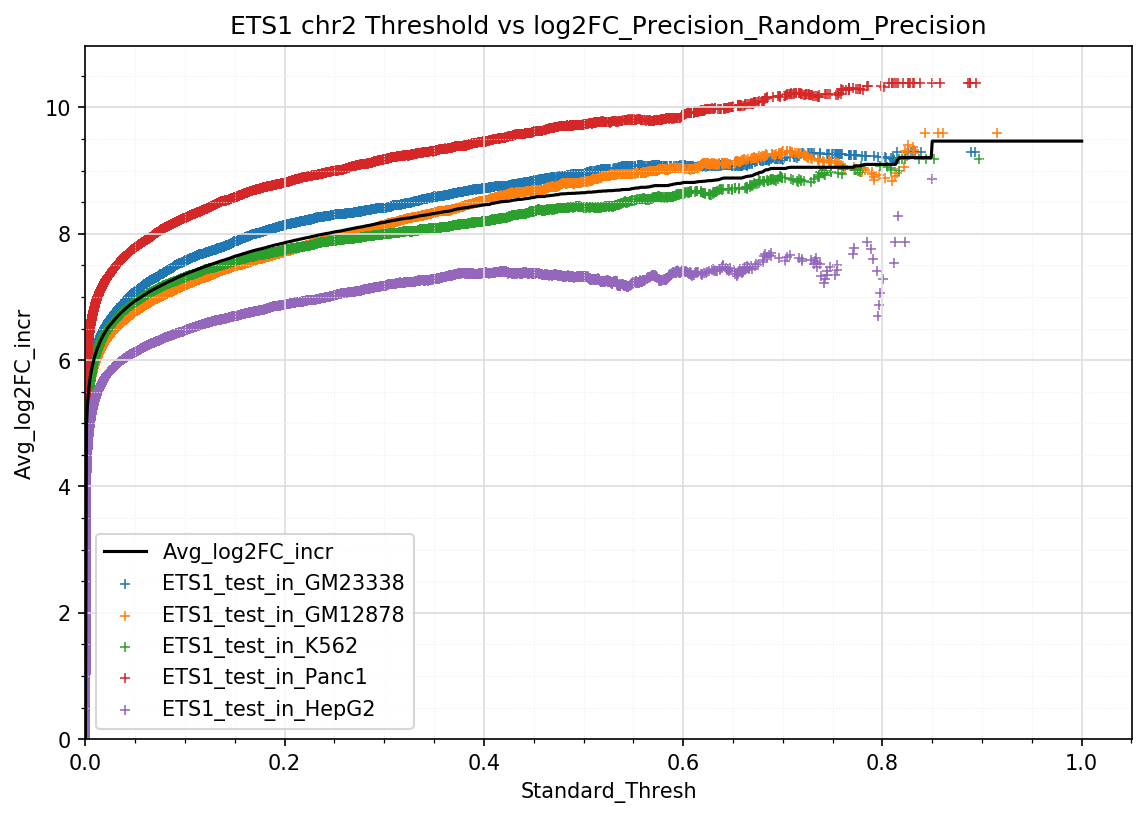 ETS1 chr2 Threshold vs log2FC_Precision_Random_Precision
Avg_log2FC_incr
10
8
6
4
2
0
Avg_log2FC_incr
ETS1_test_in_GM23338
ETS1_test_in_GM12878
ETS1_test_in_K562
ETS1_test_in_Panc1
ETS1_test_in_HepG2
0.0 0.2 0.4 0.6 0.8 1.0
Standard_Thresh